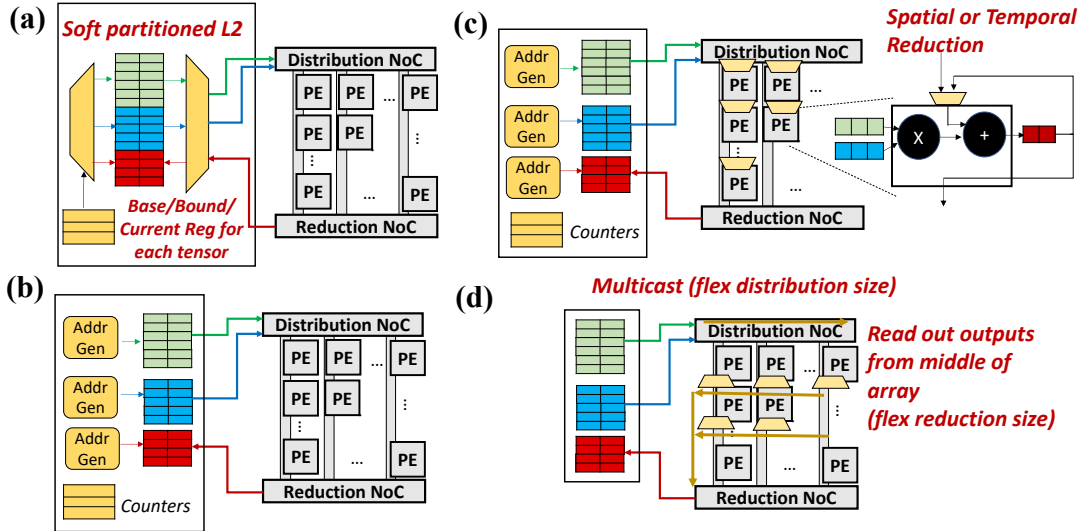 (a)
Soft partitioned L2
Base/Bound/
Current Reg for
each tensor
Distribution NoC
PE PE ... PE
PE PE
⋮ ⋮
PE ... PE
Reduction NoC
(b)
Addr
Gen
Addr
Gen
Addr
Gen
Counters
Distribution NoC
PE PE ... PE
PE PE
⋮ ⋮
PE ... PE
Reduction NoC
(c)
Addr
Gen
Addr
Gen
Addr
Gen
Counters
Distribution NoC
PE PE ...
PE PE
⋮
PE ...
Reduction NoC
Spatial or Temporal
Reduction
X +
(d)
Multicast (flex distribution size)
Distribution NoC
PE PE ... PE
PE PE
⋮ ⋮
PE ... PE
Reduction NoC
Read out outputs
from middle of
array
(flex reduction size)